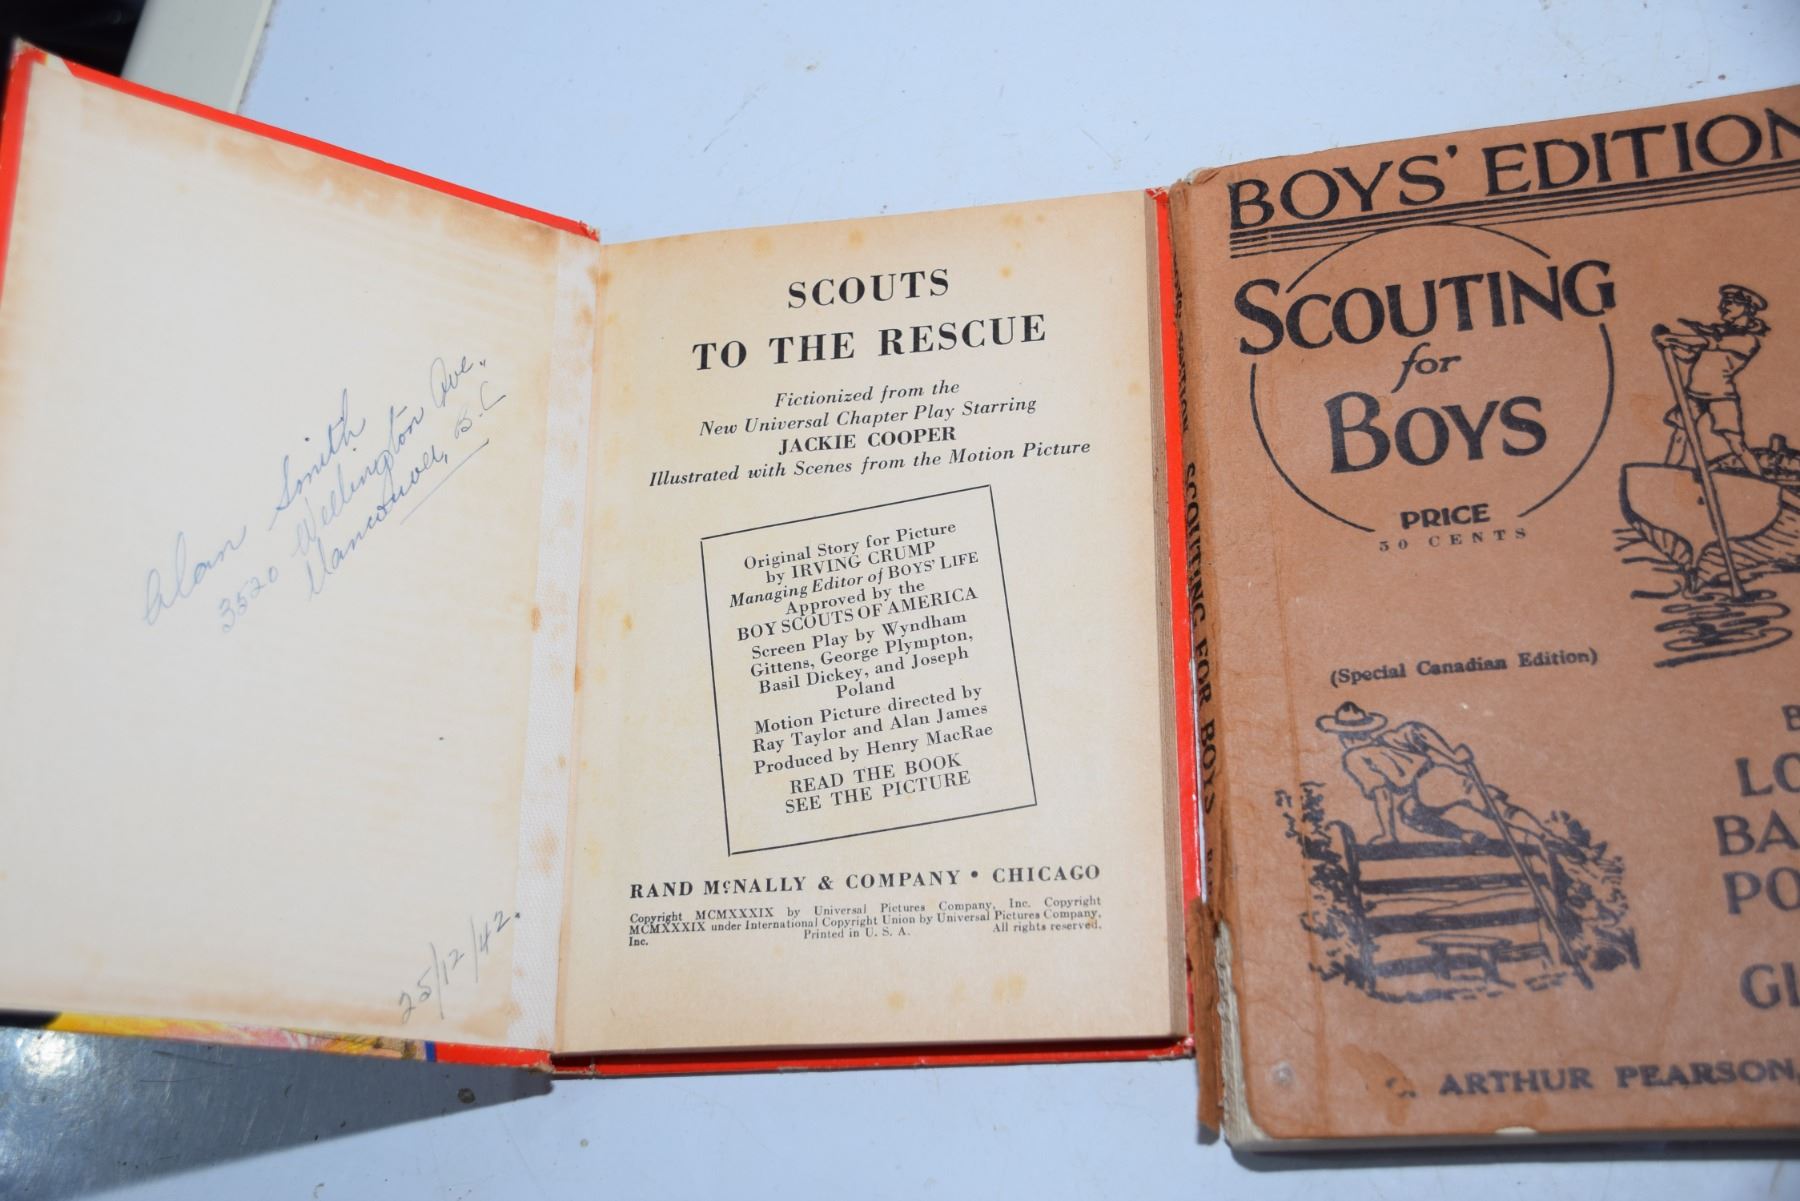 Alan Smith
3520 Wellington Ave.,
Vancouver, B.C
25/12/42.
SCOUTS
TO THE RESCUE
Fictionized from the
New Universal Chapter Play Starring
JACKIE COOPER
Illustrated with Scenes from the Motion Picture
Original Story for Picture
by IRVING CRUMP
Managing Editor of BOYS' LIFE
Approved by the
BOY SCOUTS OF AMERICA
Screen Play by Wyndham
Gittens, George Plympton,
Basil Dickey, and Joseph
Poland
Motion Picture directed by
Ray Taylor and Alan James
Produced by Henry MacRae
READ THE BOOK
SEE THE PICTURE
RAND McNALLY & COMPANY • CHICAGO
Copyright MCMXXXIX by Universal Pictures Company, Inc. Copyright
MCMXXXIX under International Copyright Union by Universal Pictures Company,
Inc. Printed in U. S. A. All rights reserved.
SCOUTING FOR BOYS
BOYS' EDITION
SCOUTING
for
BOYS
PRICE
50 CENTS
(Special Canadian Edition)
B
LO
BA
PO
GI
ARTHUR PEARSON,